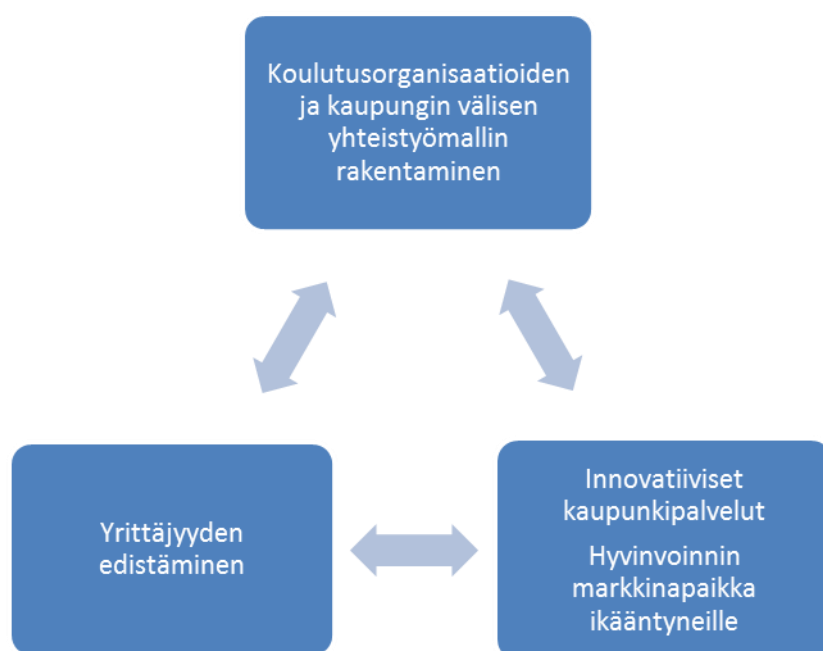 Koulutusorganisaatioiden
ja kaupungin välisen
yhteistyömallin
rakentaminen
Yrittäjyyden
edistäminen
Innovatiiviset
kaupunkipalvelut
Hyvinvoinnin
markkinapaikka
ikääntyneille